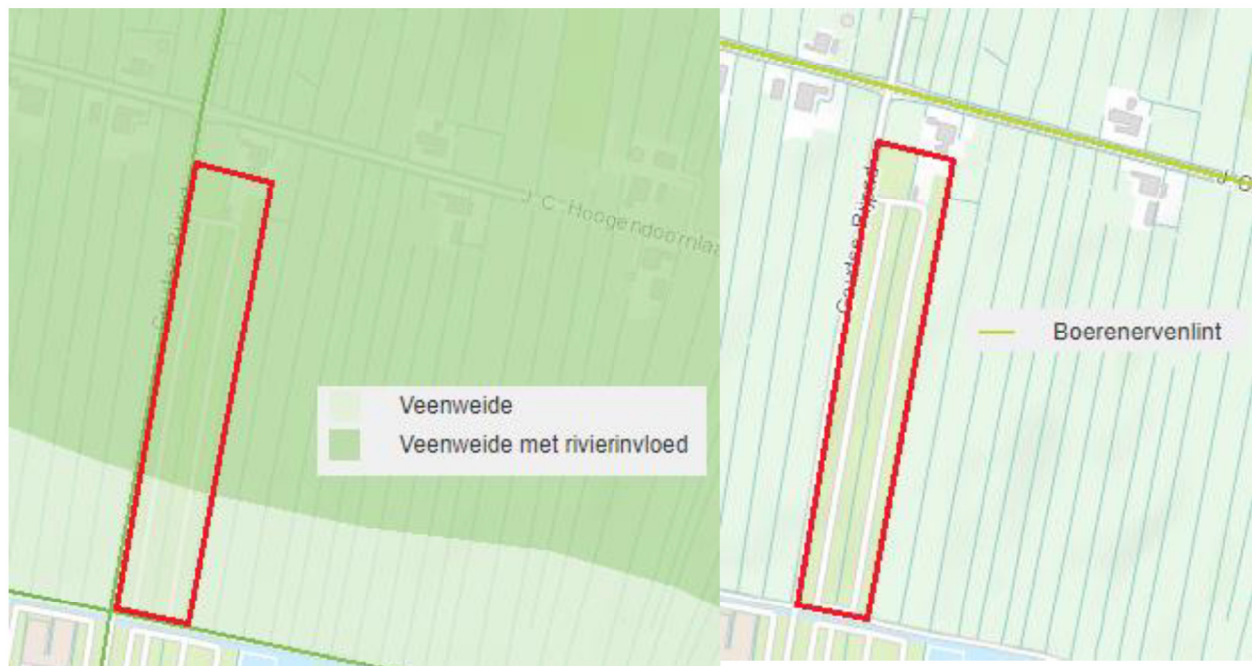 J C Hoogendoornlaa
Veenweide
Veenweide met rivierinvloed
J C
Boerenervenlint